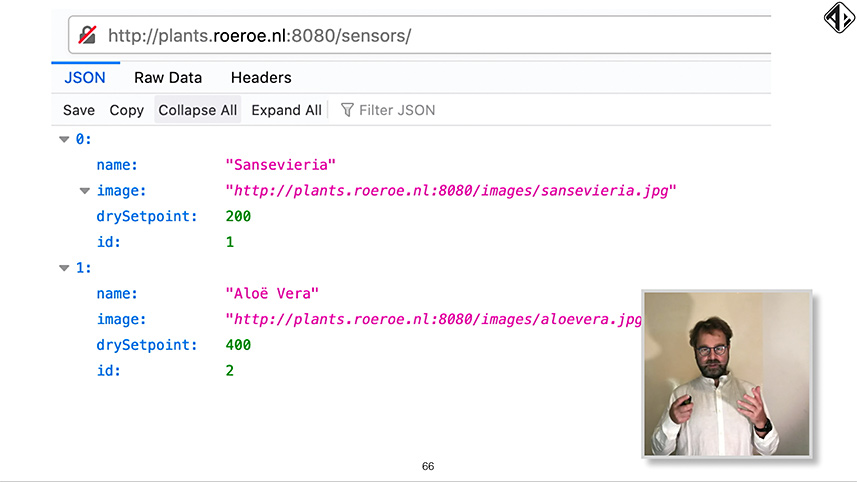 http://plants.roeroe.nl:8080/sensors/
JSON Raw Data Headers
Save Copy Collapse All Expand All Filter JSON
0:
name: "Sansevieria"
image: "http://plants.roeroe.nl:8080/images/sansevieria.jpg"
drySetpoint: 200
id: 1
1:
name: "Aloë Vera"
image: "http://plants.roeroe.nl:8080/images/aloevera.jpg
drySetpoint: 400
id: 2
66